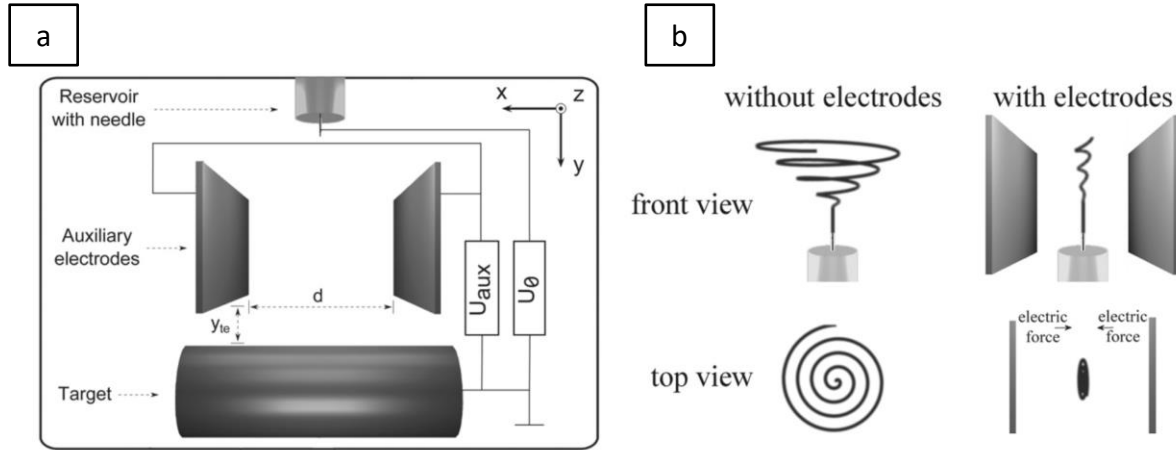 a
Reservoir
with needle
x
z
y
Auxiliary
electrodes
d
Uaux
U0
yte
Target
b
without electrodes
with electrodes
front view
electric
force
electric
force
top view